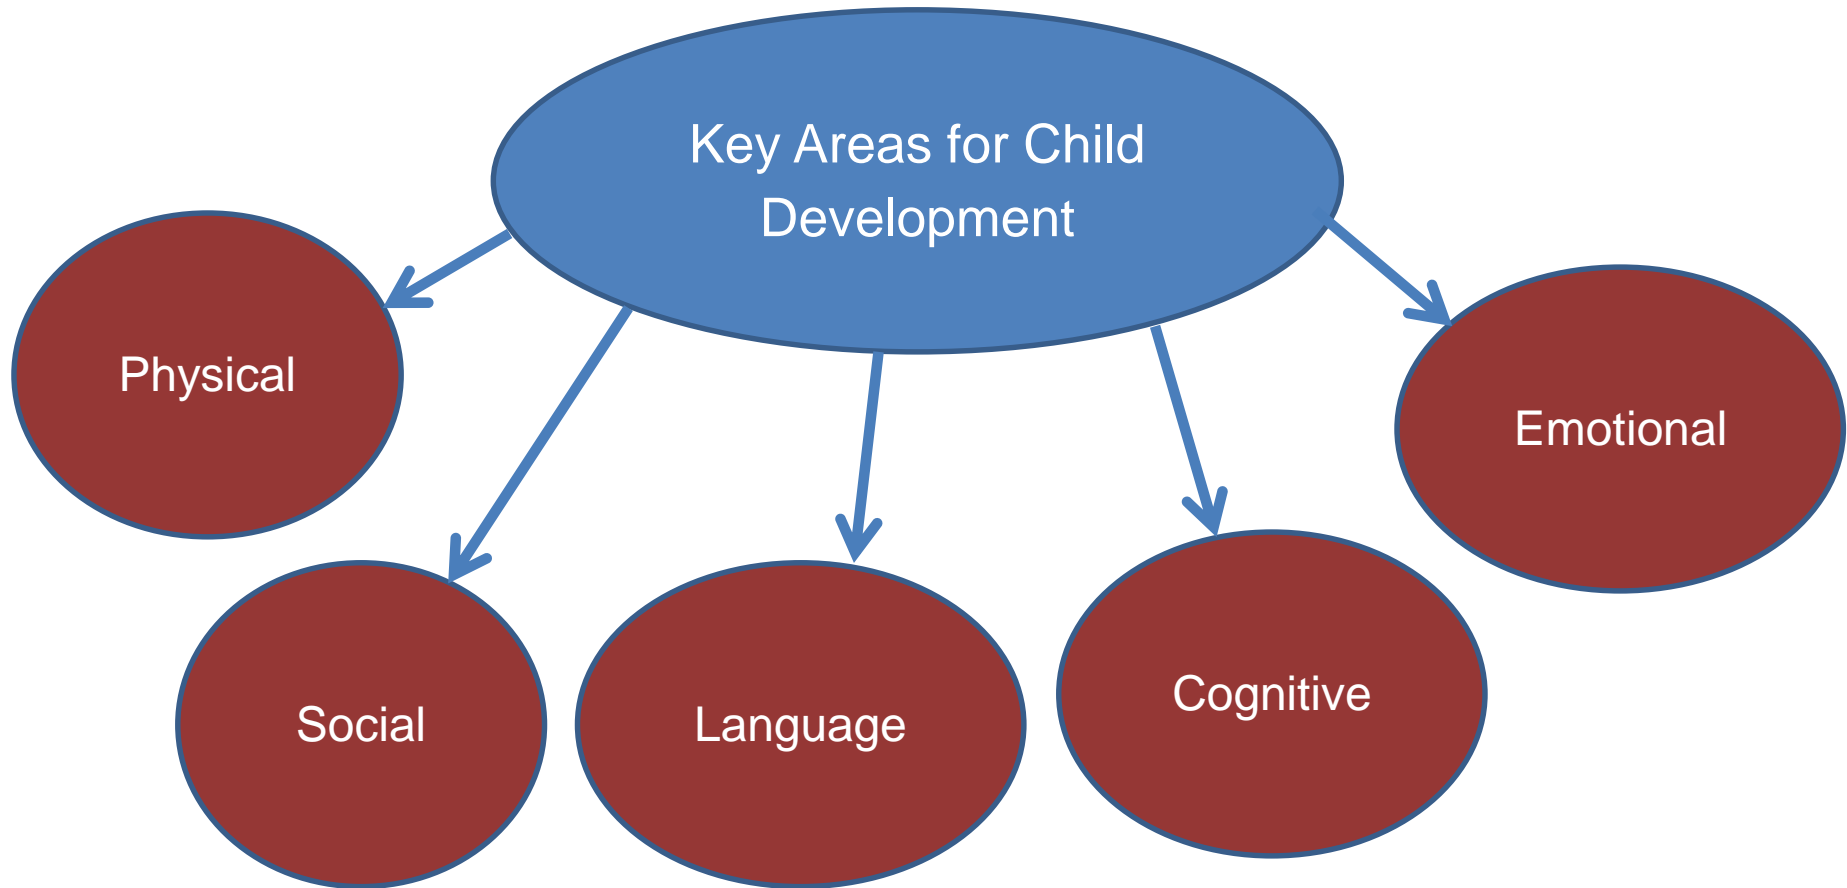 Key Areas for Child
Development
Physical
Social
Language
Cognitive
Emotional